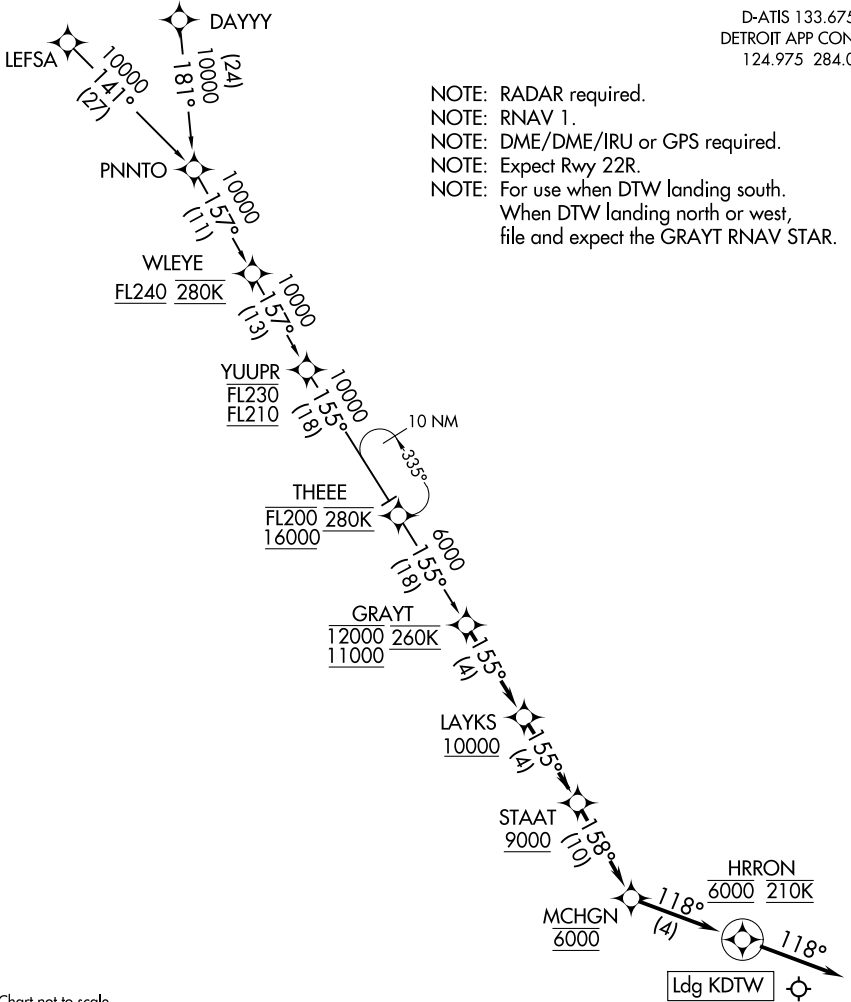 D-ATIS 133.675
DETROIT APP CON
124.975 284.0
DAYYY
LEFSA
10000
141°
(27)
(24)
10000
181°
NOTE: RADAR required.
NOTE: RNAV 1.
NOTE: DME/DME/IRU or GPS required.
NOTE: Expect Rwy 22R.
NOTE: For use when DTW landing south.
When DTW landing north or west,
file and expect the GRAYT RNAV STAR.
PNNTO
10000
157°
(11)
WLEYE
FL240 280K
10000
157°
(13)
YUUPR
FL230
FL210
10000
155°
(18)
10 NM
335°
THEEE
FL200 280K
16000
6000
155°
(18)
GRAYT
12000 260K
11000
155°
(4)
LAYKS
10000
155°
(4)
STAAT
9000
158°
(10)
MCHGN
6000
118°
(4)
HRRON
6000 210K
118°
Ldg KDTW
Chart not to scale